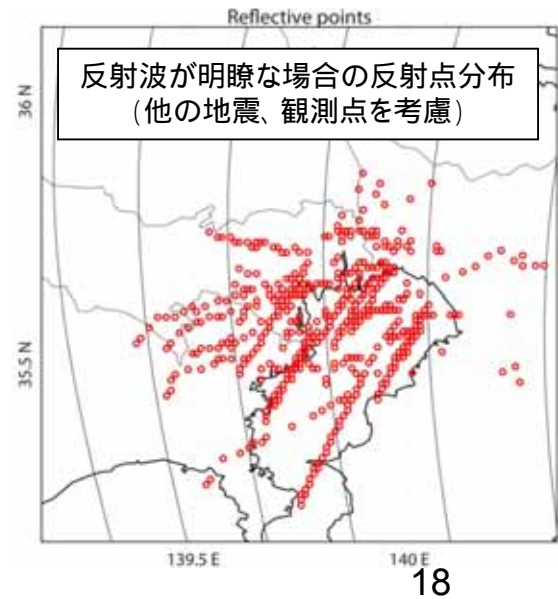 Reflective points
反射波が明瞭な場合の反射点分布
(他の地震、観測点を考慮)
36 N
35.5 N
139.5 E
140 E
18